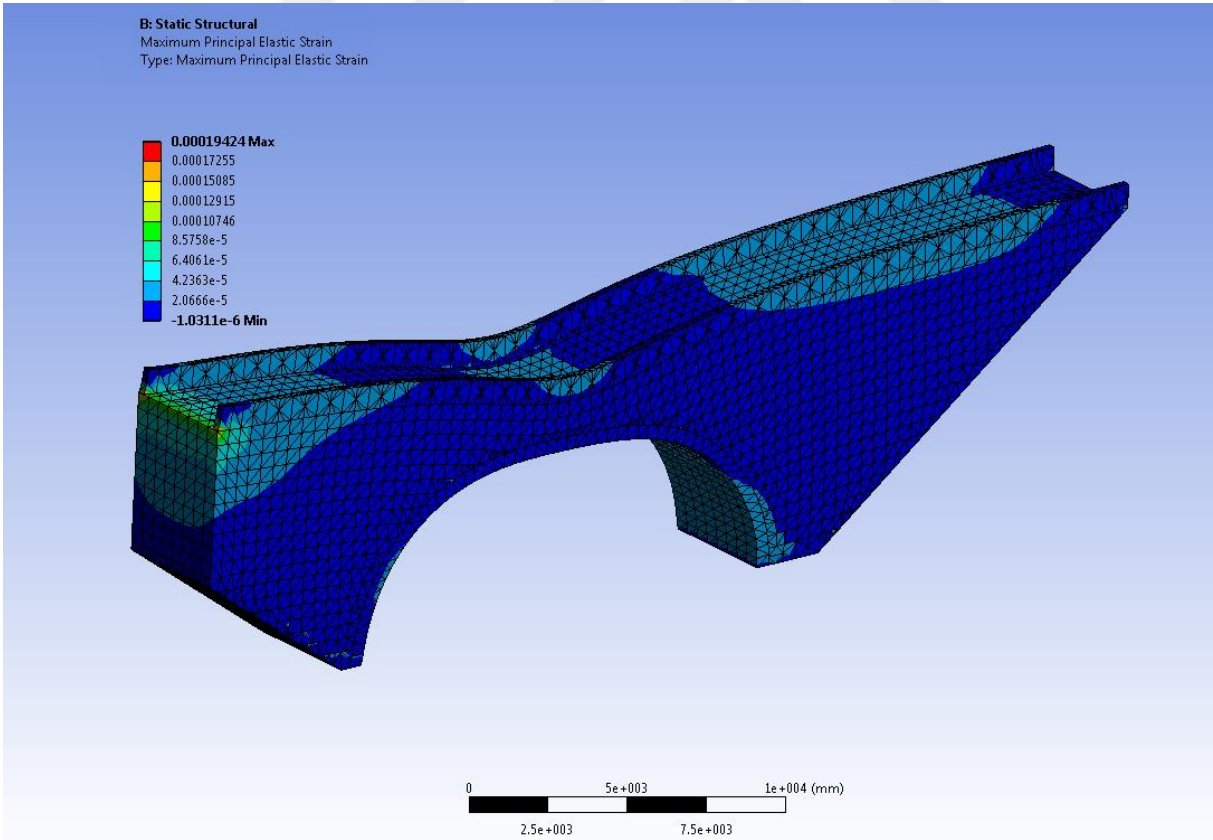 B: Static Structural
Maximum Principal Elastic Strain
Type: Maximum Principal Elastic Strain
0.00019424 Max
0.00017255
0.00015085
0.00012915
0.00010746
8.5758e-5
6.4061e-5
4.2363e-5
2.0666e-5
-1.0311e-6 Min
0 5e+003 1e+004 (mm)
2.5e+003 7.5e+003